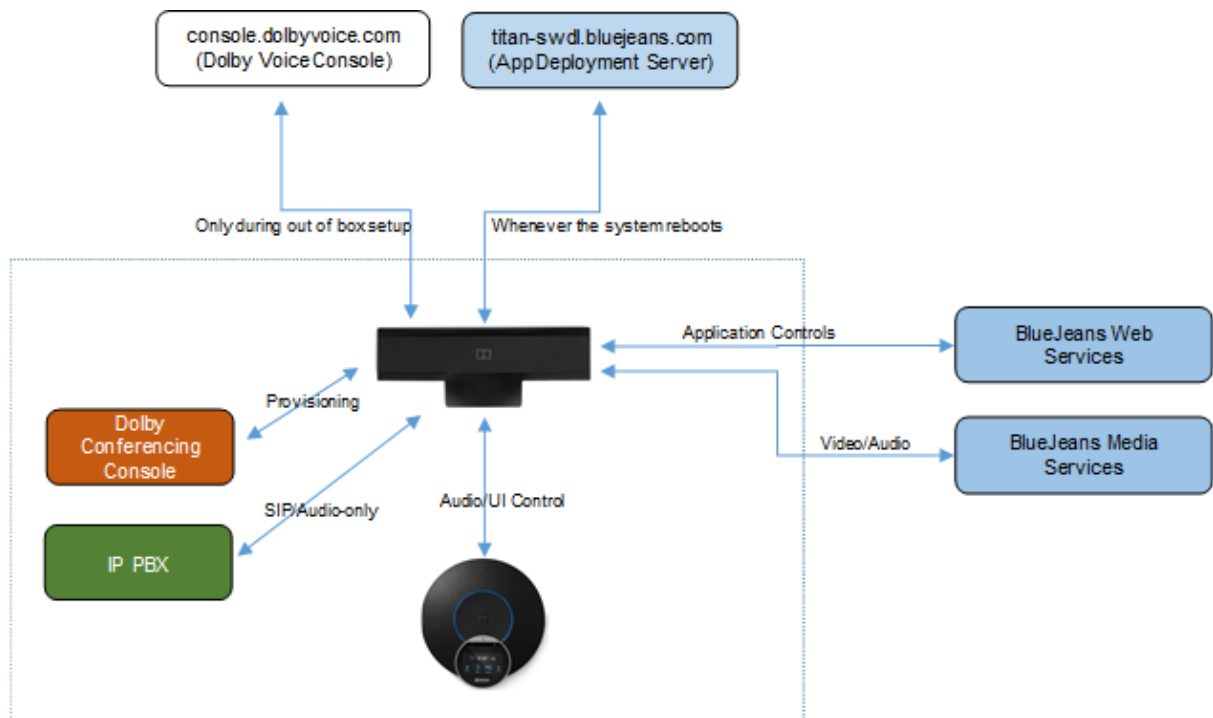 console.dolbyvoice.com
(Dolby Voice Console)
titan-swdl.bluejeans.com
(App Deployment Server)
Only during out of box setup
Whenever the system reboots
Application Controls
BlueJeans Web
Services
Provisioning
Dolby
Conferencing
Console
Video/Audio
BlueJeans Media
Services
SIP/Audio-only
Audio/UI Control
IP PBX